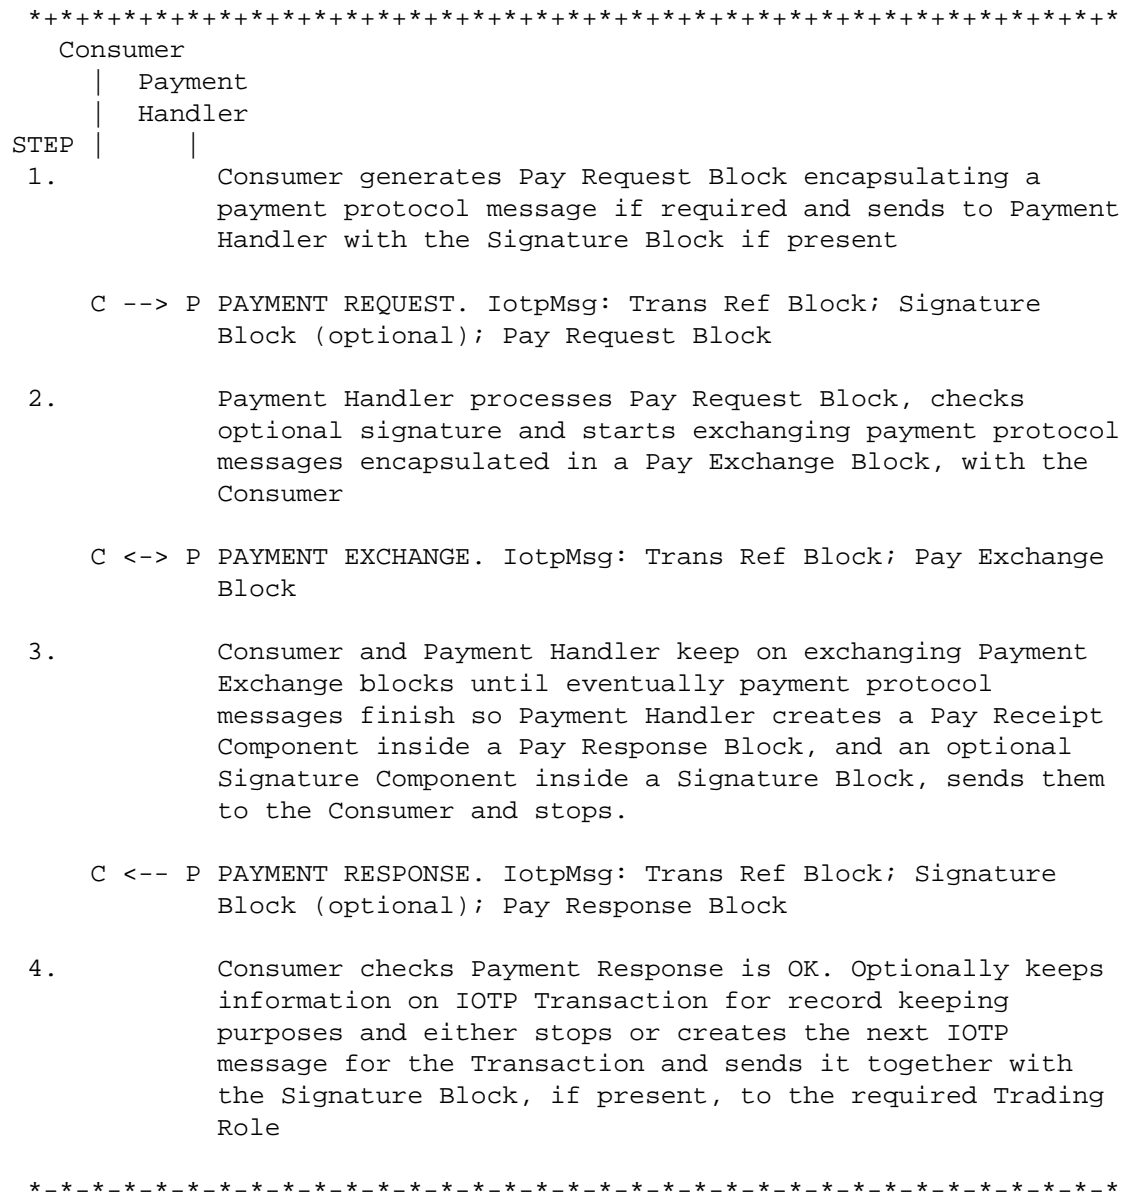 *+*+*+*+*+*+*+*+*+*+*+*+*+*+*+*+*+*+*+*+*+*+*+*+*+*+*+*+*+*+*+*+*+*+*
Consumer
| Payment
| Handler
STEP | |
1. Consumer generates Pay Request Block encapsulating a
payment protocol message if required and sends to Payment
Handler with the Signature Block if present
C --> P PAYMENT REQUEST. IotpMsg: Trans Ref Block; Signature
Block (optional); Pay Request Block
2. Payment Handler processes Pay Request Block, checks
optional signature and starts exchanging payment protocol
messages encapsulated in a Pay Exchange Block, with the
Consumer
C <-> P PAYMENT EXCHANGE. IotpMsg: Trans Ref Block; Pay Exchange
Block
3. Consumer and Payment Handler keep on exchanging Payment
Exchange blocks until eventually payment protocol
messages finish so Payment Handler creates a Pay Receipt
Component inside a Pay Response Block, and an optional
Signature Component inside a Signature Block, sends them
to the Consumer and stops.
C <-- P PAYMENT RESPONSE. IotpMsg: Trans Ref Block; Signature
Block (optional); Pay Response Block
4. Consumer checks Payment Response is OK. Optionally keeps
information on IOTP Transaction for record keeping
purposes and either stops or creates the next IOTP
message for the Transaction and sends it together with
the Signature Block, if present, to the required Trading
Role
*-*-*-*-*-*-*-*-*-*-*-*-*-*-*-*-*-*-*-*-*-*-*-*-*-*-*-*-*-*-*-*-*-*-*